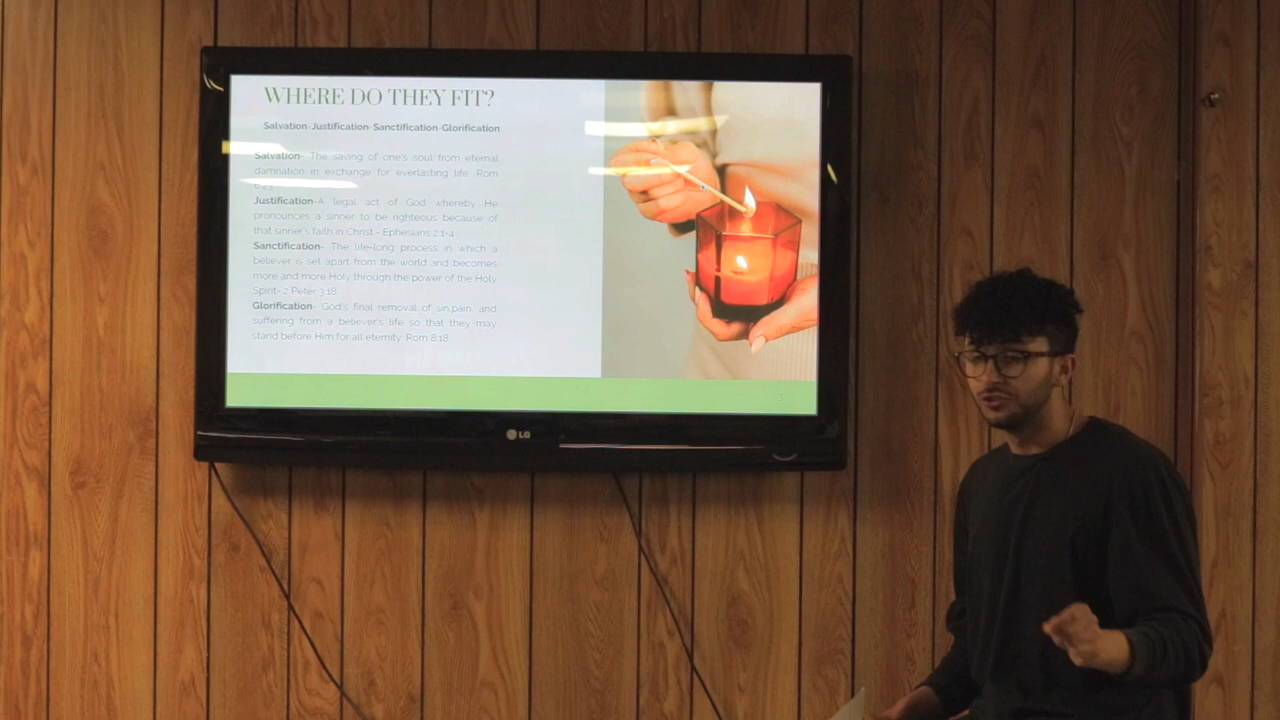 WHERE DO THEY FIT?
Salvation-Justification-Sanctification-Glorification
Salvation- The saving of one's soul from eternal
damnation in exchange for everlasting life. Rom
6:23
Justification-A legal act of God whereby He
pronounces a sinner to be righteous because of
that sinner's faith in Christ.- Ephesians 2:1-4
Sanctification- The life-long process in which a
believer is set apart from the world and becomes
more and more Holy through the power of the Holy
Spirit- 2 Peter 3:18
Glorification- God's final removal of sin,pain, and
suffering from a believer's life so that they may
stand before Him for all eternity. Rom 8:18
3
LG